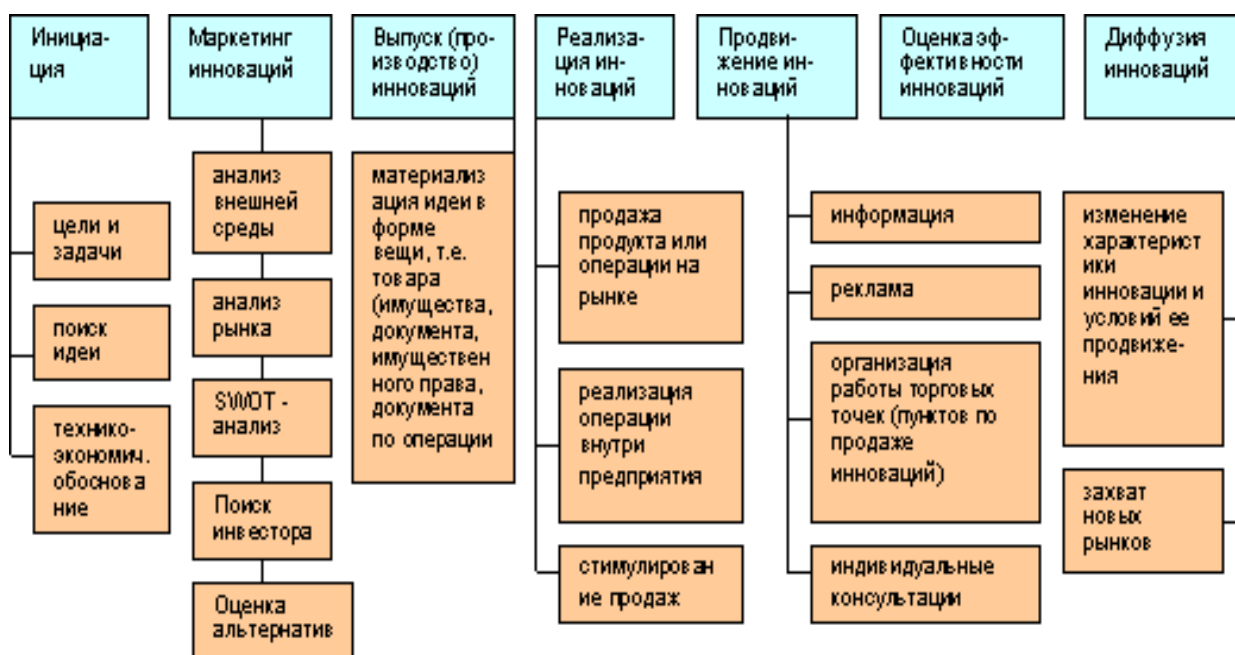 Инициа-
ция
Маркетинг
инноваций
Выпуск (про-
изводство)
инноваций
Реализа-
ция ин-
новаций
Продви-
жение ин-
новаций
Оценка эф-
фективности
инноваций
Диффузия
инноваций
цели и
задачи
поиск
идеи
технико-
экономич.
обоснова
ние
анализ
внешней
среды
анализ
рынка
SWOT -
анализ
Поиск
инвестора
Оценка
альтернатив
материализ
ация идеи в
форме
вещи, т.е.
товара
(имущества,
документа,
имуществен
ного права,
документа
по операции
продажа
продукта или
операции на
рынке
реализация
операции
внутри
предприятия
стимулирован
ие продаж
информация
реклама
организация
работы торговых
точек (пунктов по
продаже
инноваций)
индивидуальные
консультации
изменение
характерист
ики
инновации и
условий ее
продвиже-
ния
захват
новых
рынков